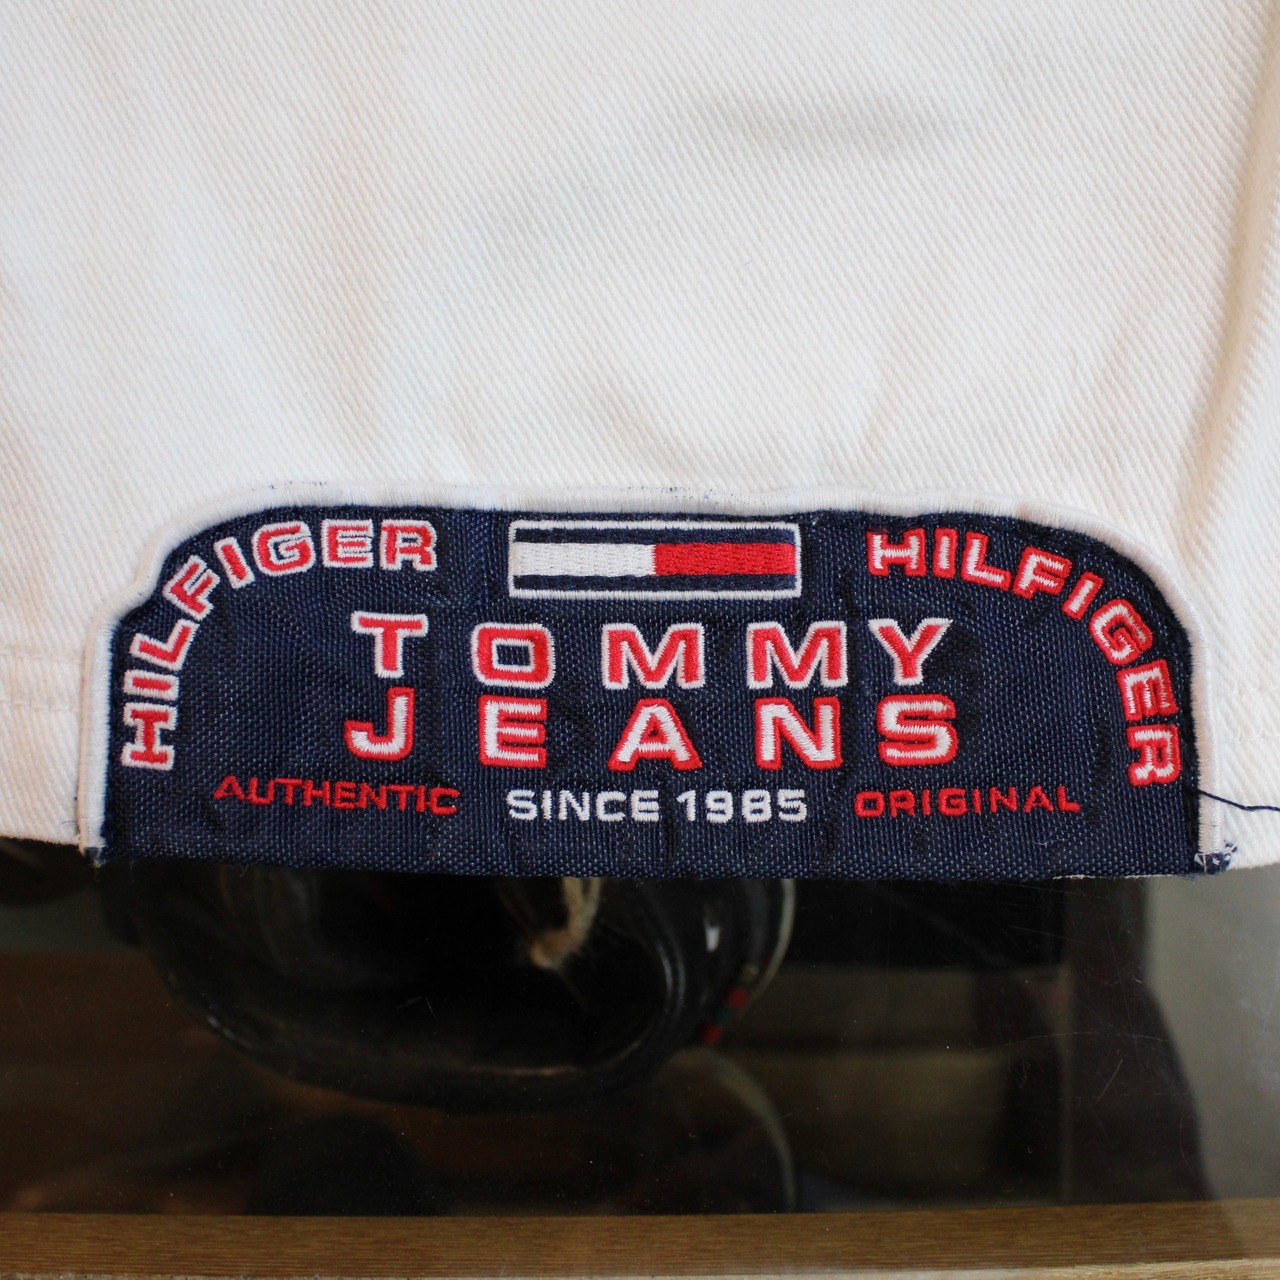 HILFIGER HILFIGER
TOMMY
JEANS
AUTHENTIC SINCE 1985 ORIGINAL